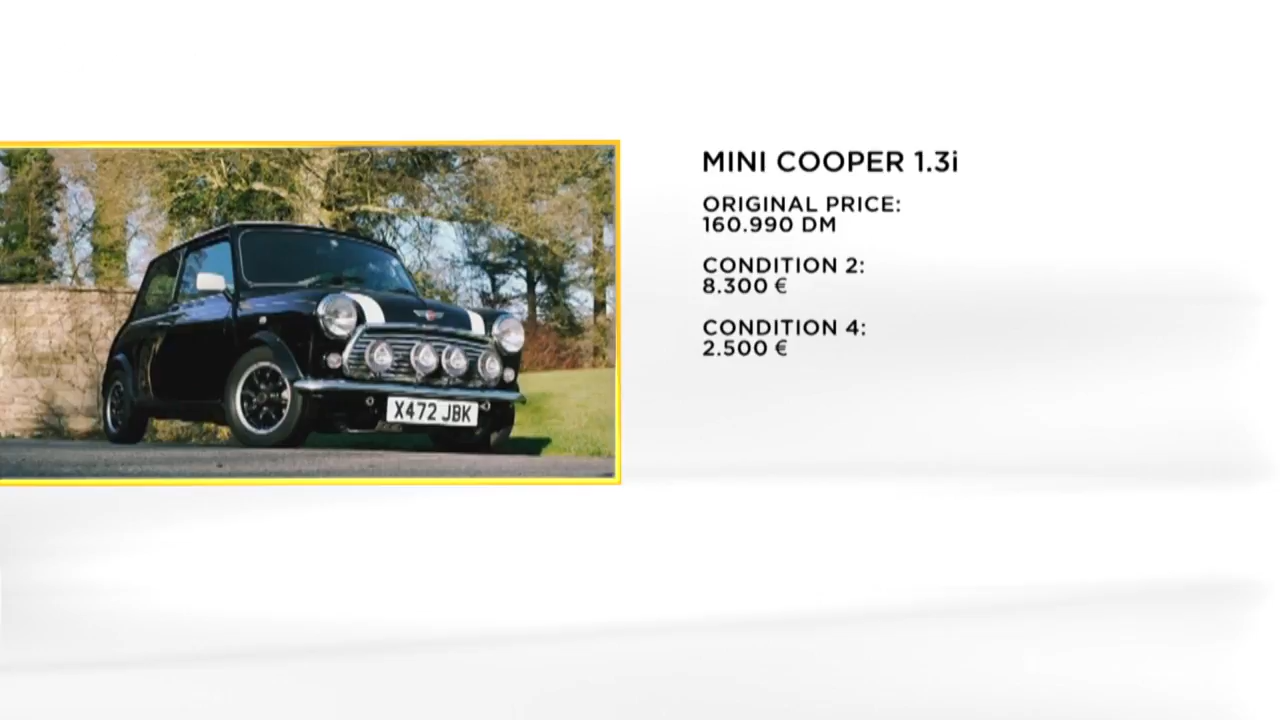 MINI COOPER 1.3i
ORIGINAL PRICE:
160.990 DM
CONDITION 2:
8.300 €
CONDITION 4:
2.500 €
X472 JBK